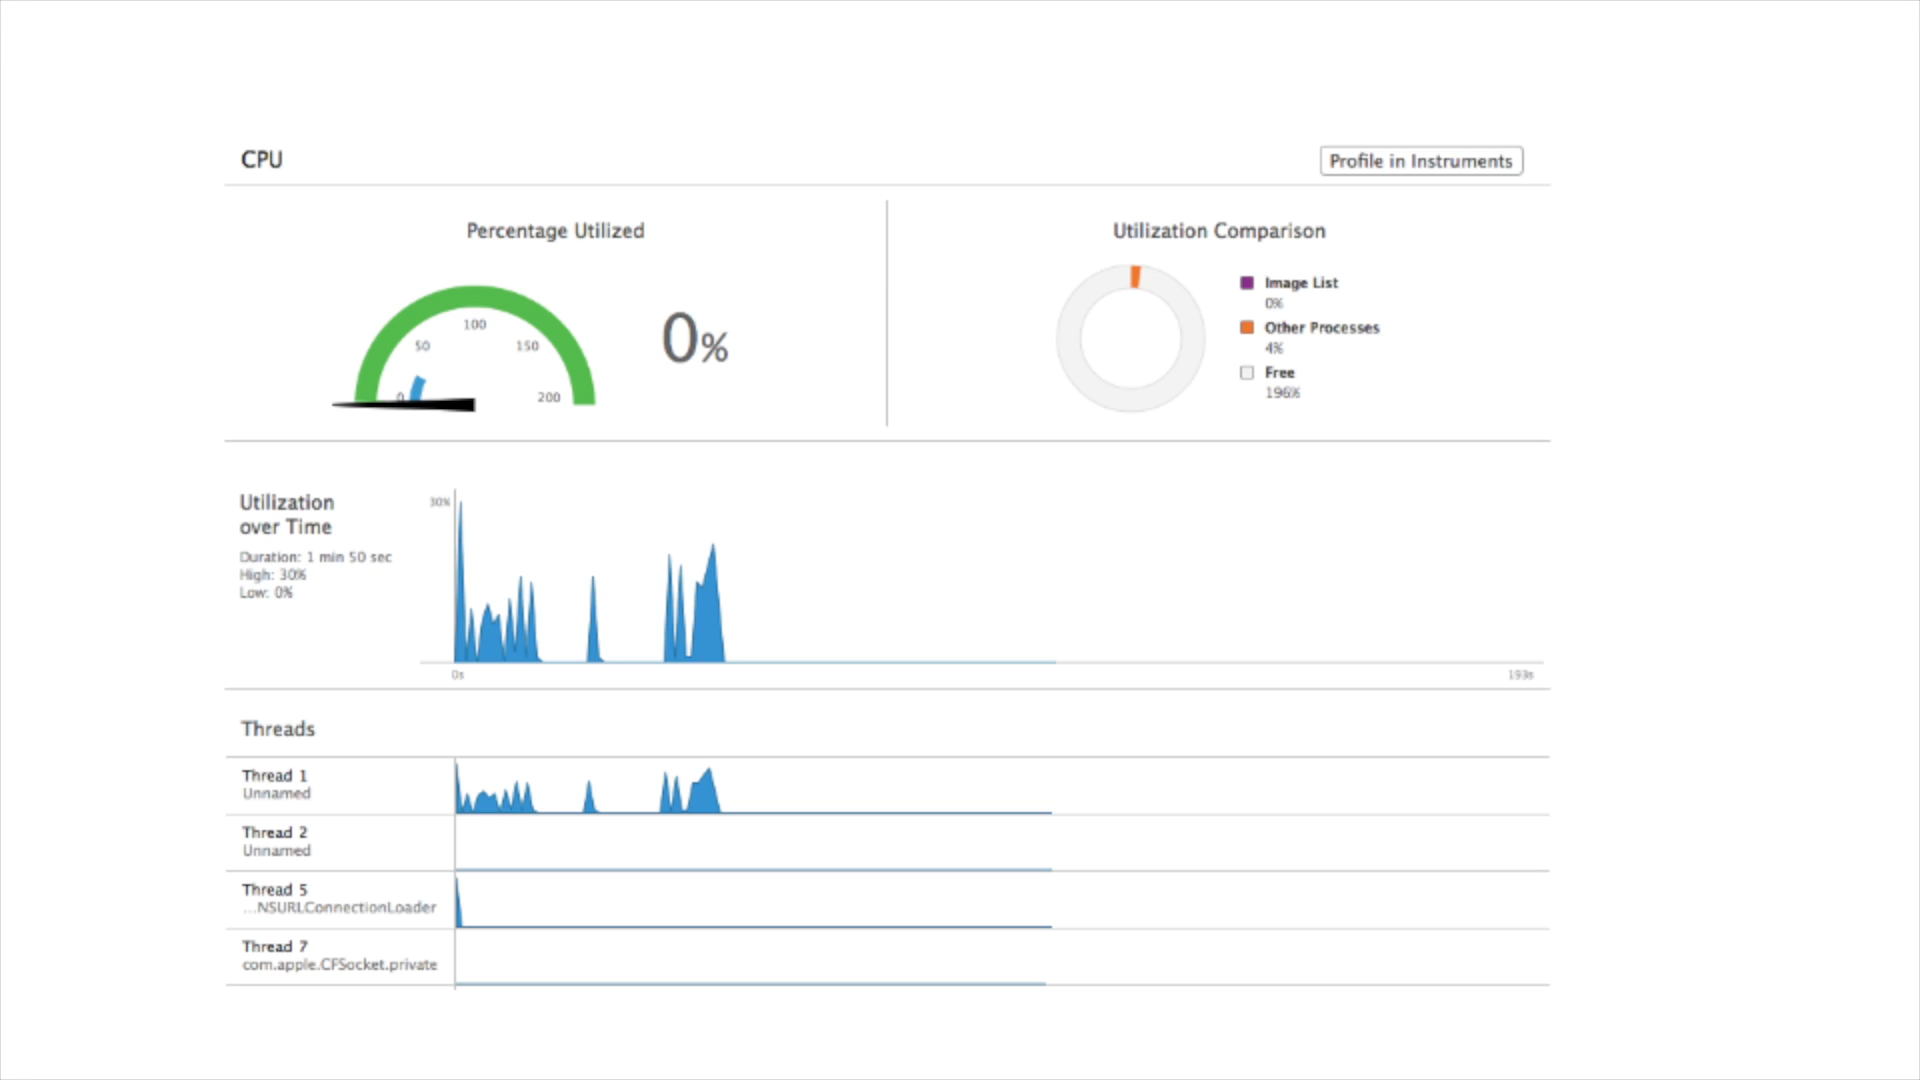 CPU
Profile in Instruments
Percentage Utilized
0
50
100
150
200
0%
Utilization Comparison
Image List
0%
Other Processes
4%
Free
196%
Utilization
over Time
Duration: 1 min 50 sec
High: 30%
Low: 0%
30%
0s
193s
Threads
Thread 1
Unnamed
Thread 2
Unnamed
Thread 5
...NSURLConnectionLoader
Thread 7
com.apple.CFSocket.private